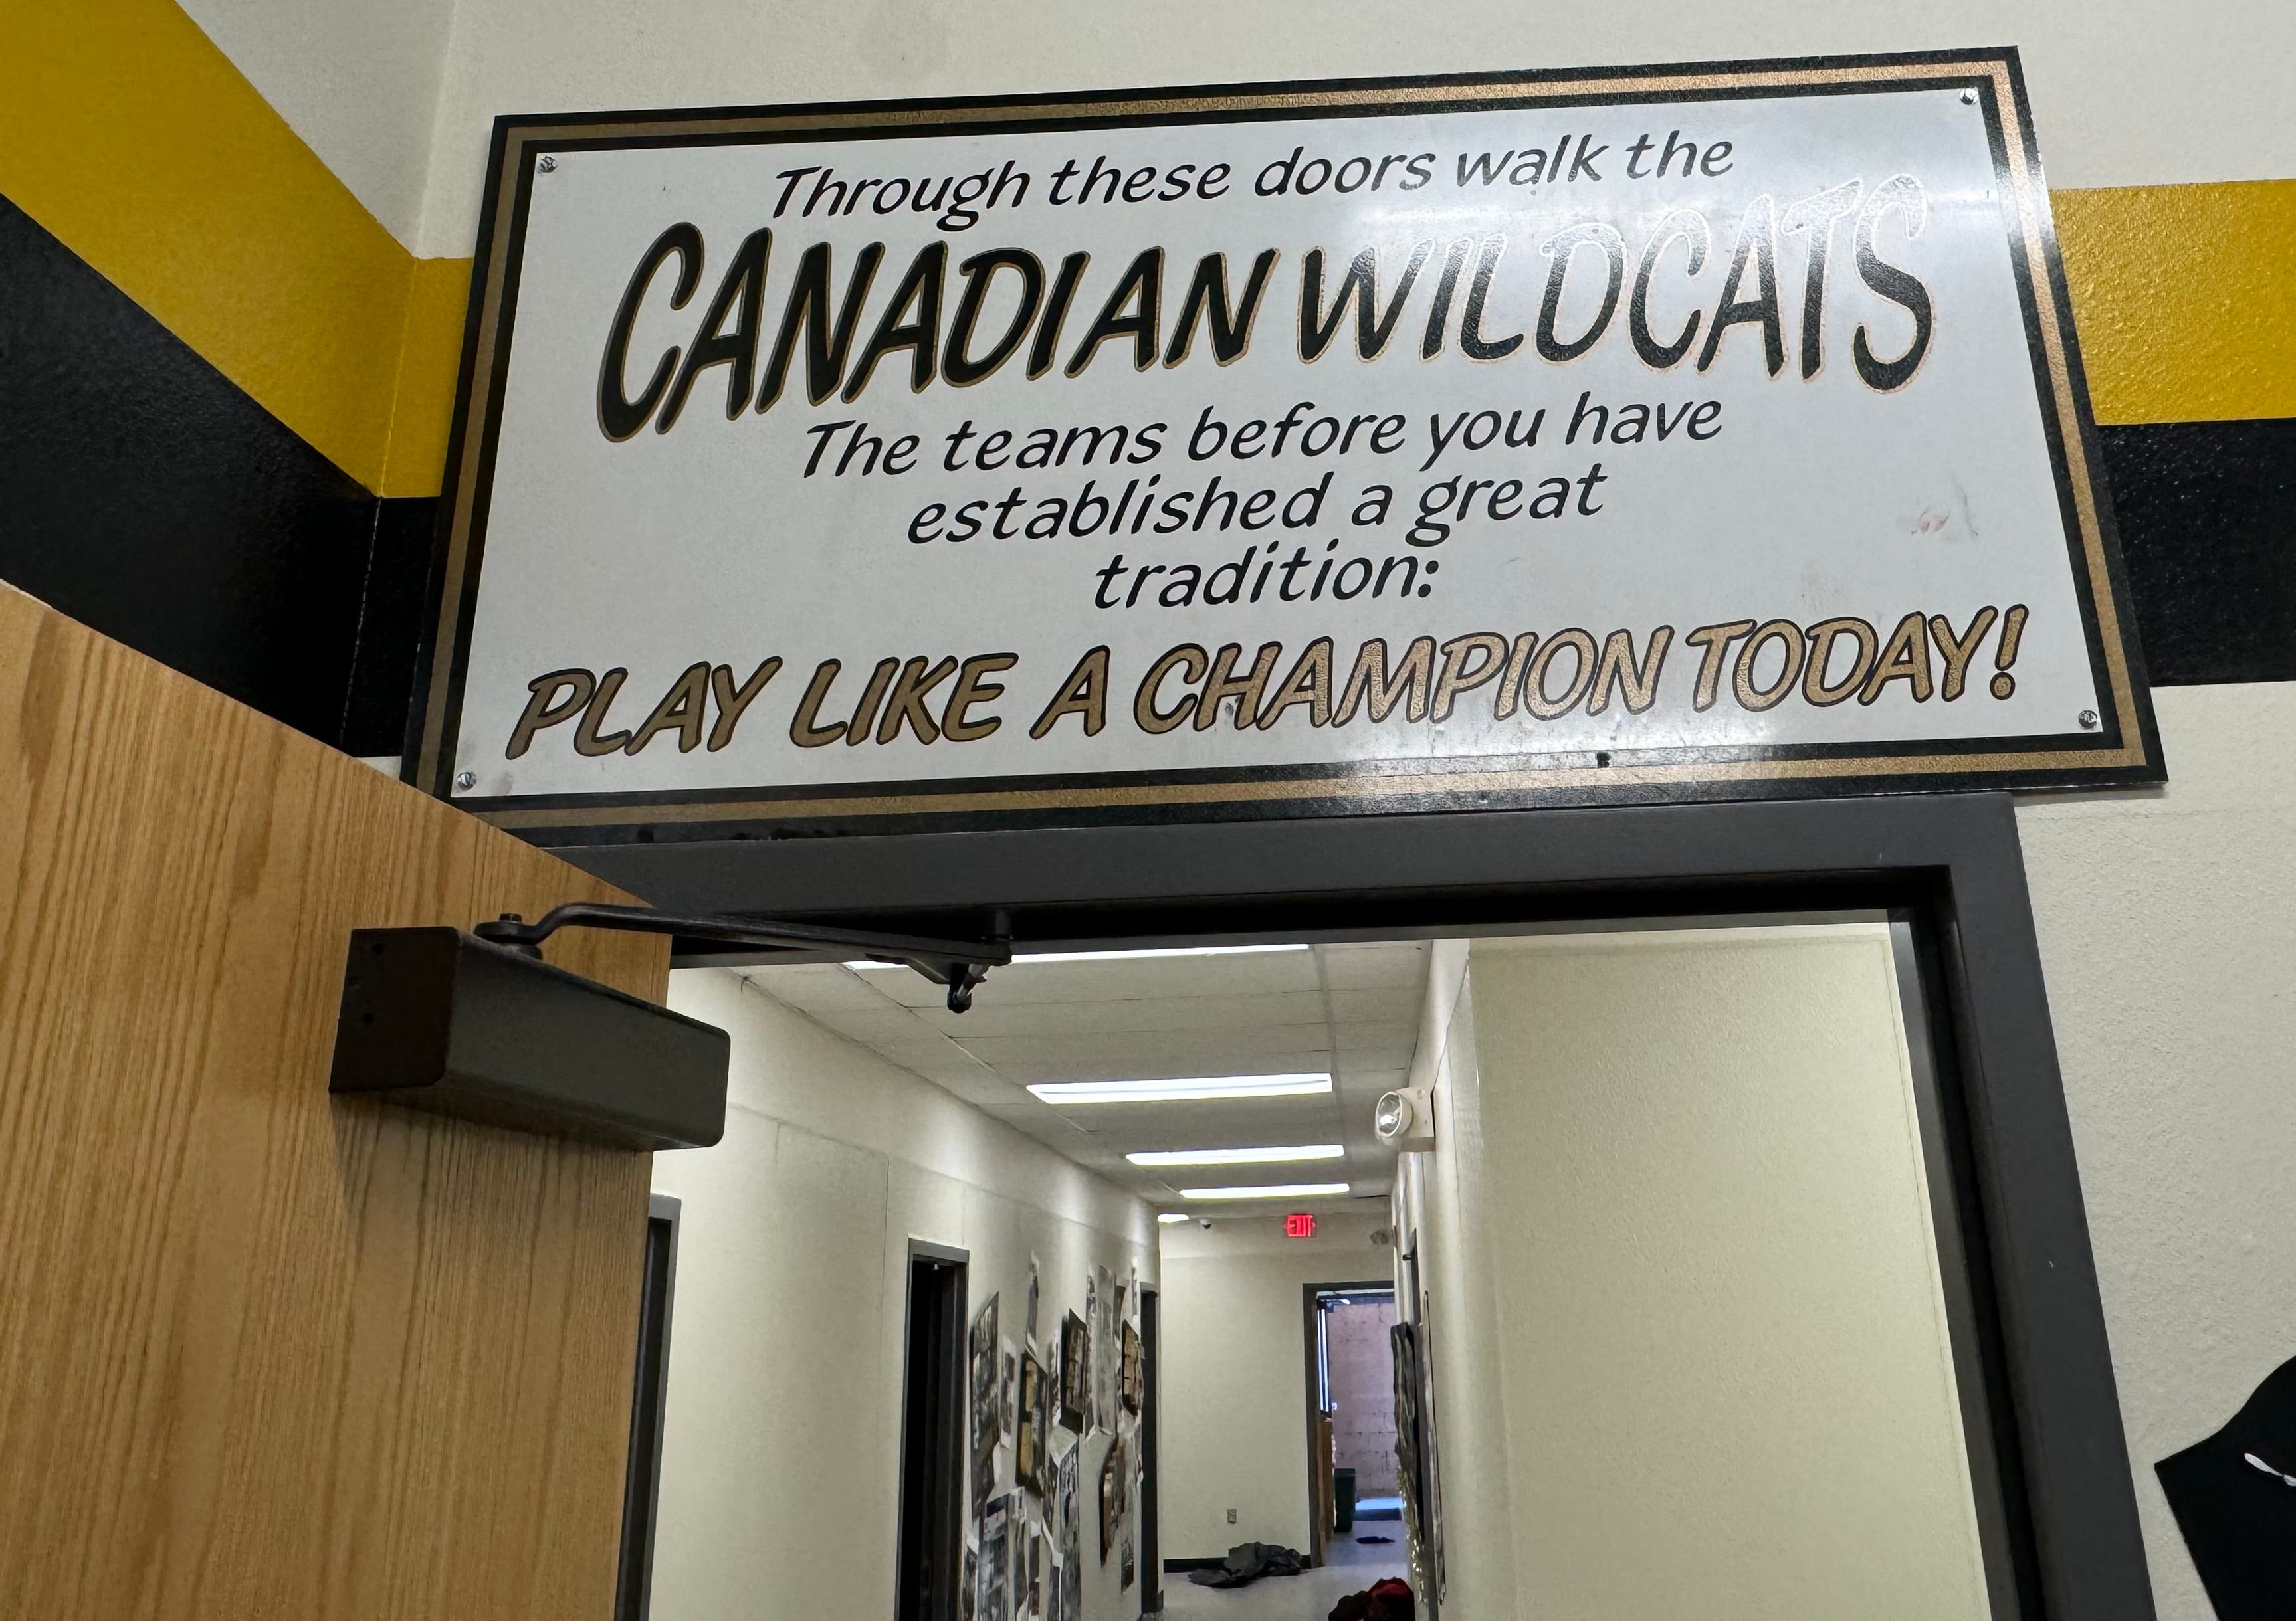 Through these doors walk the
CANADIAN WILDCATS
The teams before you have
established a great
tradition:
PLAY LIKE A CHAMPION TODAY!
EXIT